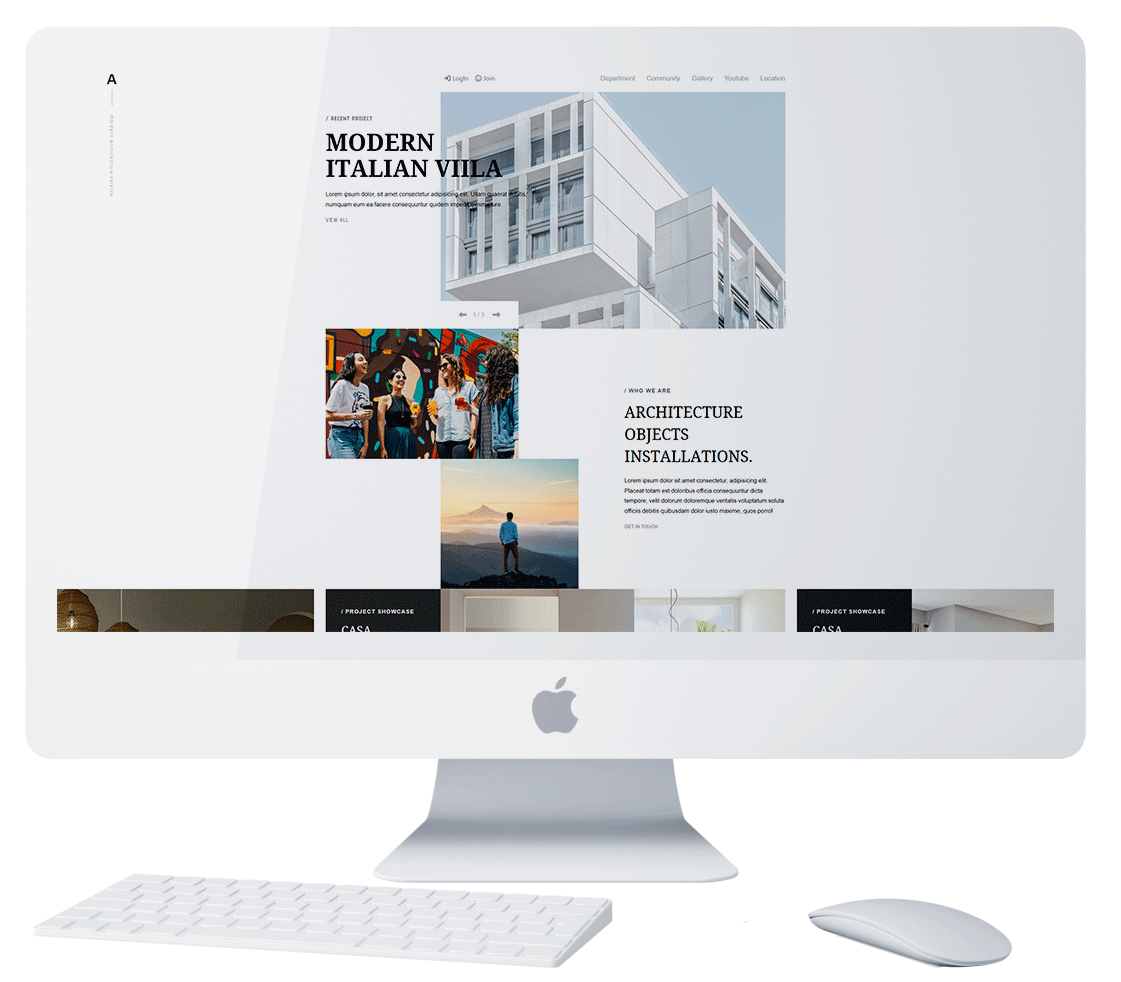 A
LogIn Join
Department Community Gallery Youtube Location
/ RECENT PROJECT
MODERN
ITALIAN VIILA
Lorem ipsum dolor, sit amet consectetur adipisicing elit. Ullam quaerat debitis,
numquam eum ea facere consequuntur quidem impedit
VIEW ALL
1 / 3
/ WHO WE ARE
ARCHITECTURE
OBJECTS
INSTALLATIONS.
Lorem ipsum dolor sit amet consectetur, adipisicing elit.
Placeat totam est doloribus officia consequuntur dicta
tempore, velit dolorum doloremque veritatis voluptatum soluta
officiis debitis quibusdam dolor iusto maxime, quos porro!
GET IN TOUCH
/ PROJECT SHOWCASE
CASA
/ PROJECT SHOWCASE
CASA